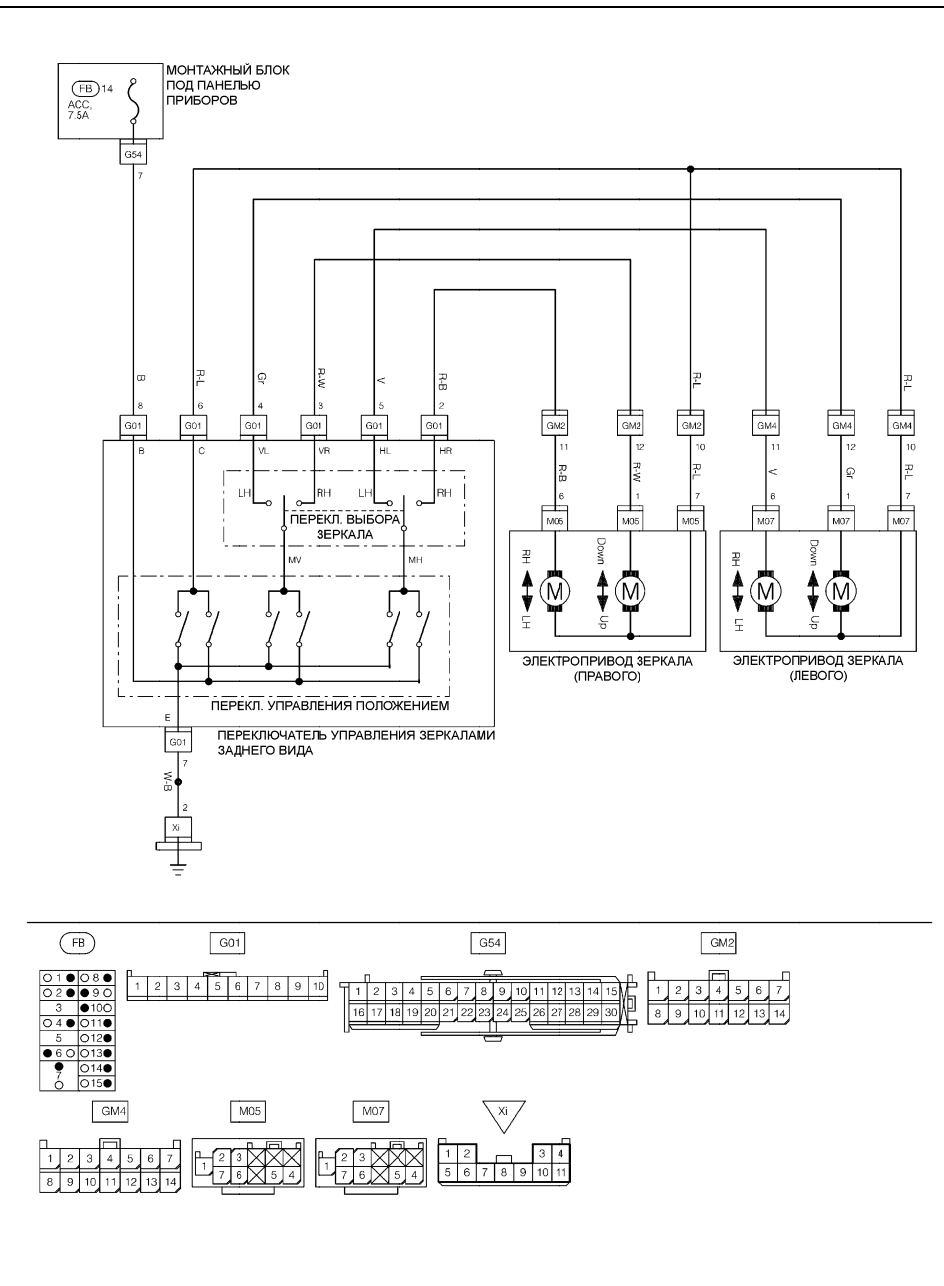 МОНТАЖНЫЙ БЛОК
ПОД ПАНЕЛЬЮ
ПРИБОРОВ
FB 14
ACC,
7.5A
G54
7
B R-L Gr R-W V R-B R-L R-L
8 6 4 3 5 2
G01 G01 G01 G01 G01 G01 GM2 GM2 GM2 GM4 GM4 GM4
11 12 10 11 12 10
B C VL VR HL HR
R-B R-W R-L V Gr R-L
LH RH LH RH
6 1 7 6 1 7
ПЕРЕКЛ. ВЫБОРА
ЗЕРКАЛА
M05 M05 M05 M07 M07 M07
MV MH
RH LH M Down Up M RH LH M Down Up M
ЭЛЕКТРОПРИВОД ЗЕРКАЛА
(ПРАВОГО)
ЭЛЕКТРОПРИВОД ЗЕРКАЛА
(ЛЕВОГО)
ПЕРЕКЛ. УПРАВЛЕНИЯ ПОЛОЖЕНИЕМ
E
G01
ПЕРЕКЛЮЧАТЕЛЬ УПРАВЛЕНИЯ ЗЕРКАЛАМИ
ЗАДНЕГО ВИДА
7
W-B
2
Xi
FB G01 G54 GM2
1 8
2 9
3 10
4 11
5 12
6 13
7 14
15
1 2 3 4 5 6 7 8 9 10
1 2 3 4 5 6 7 8 9 10 11 12 13 14 15
16 17 18 19 20 21 22 23 24 25 26 27 28 29 30
1 2 3 4 5 6 7
8 9 10 11 12 13 14
GM4 M05 M07 Xi
1 2 3 4 5 6 7
8 9 10 11 12 13 14
1 2 3
7 6 5 4
1 2 3
7 6 5 4
1 2 3 4
5 6 7 8 9 10 11